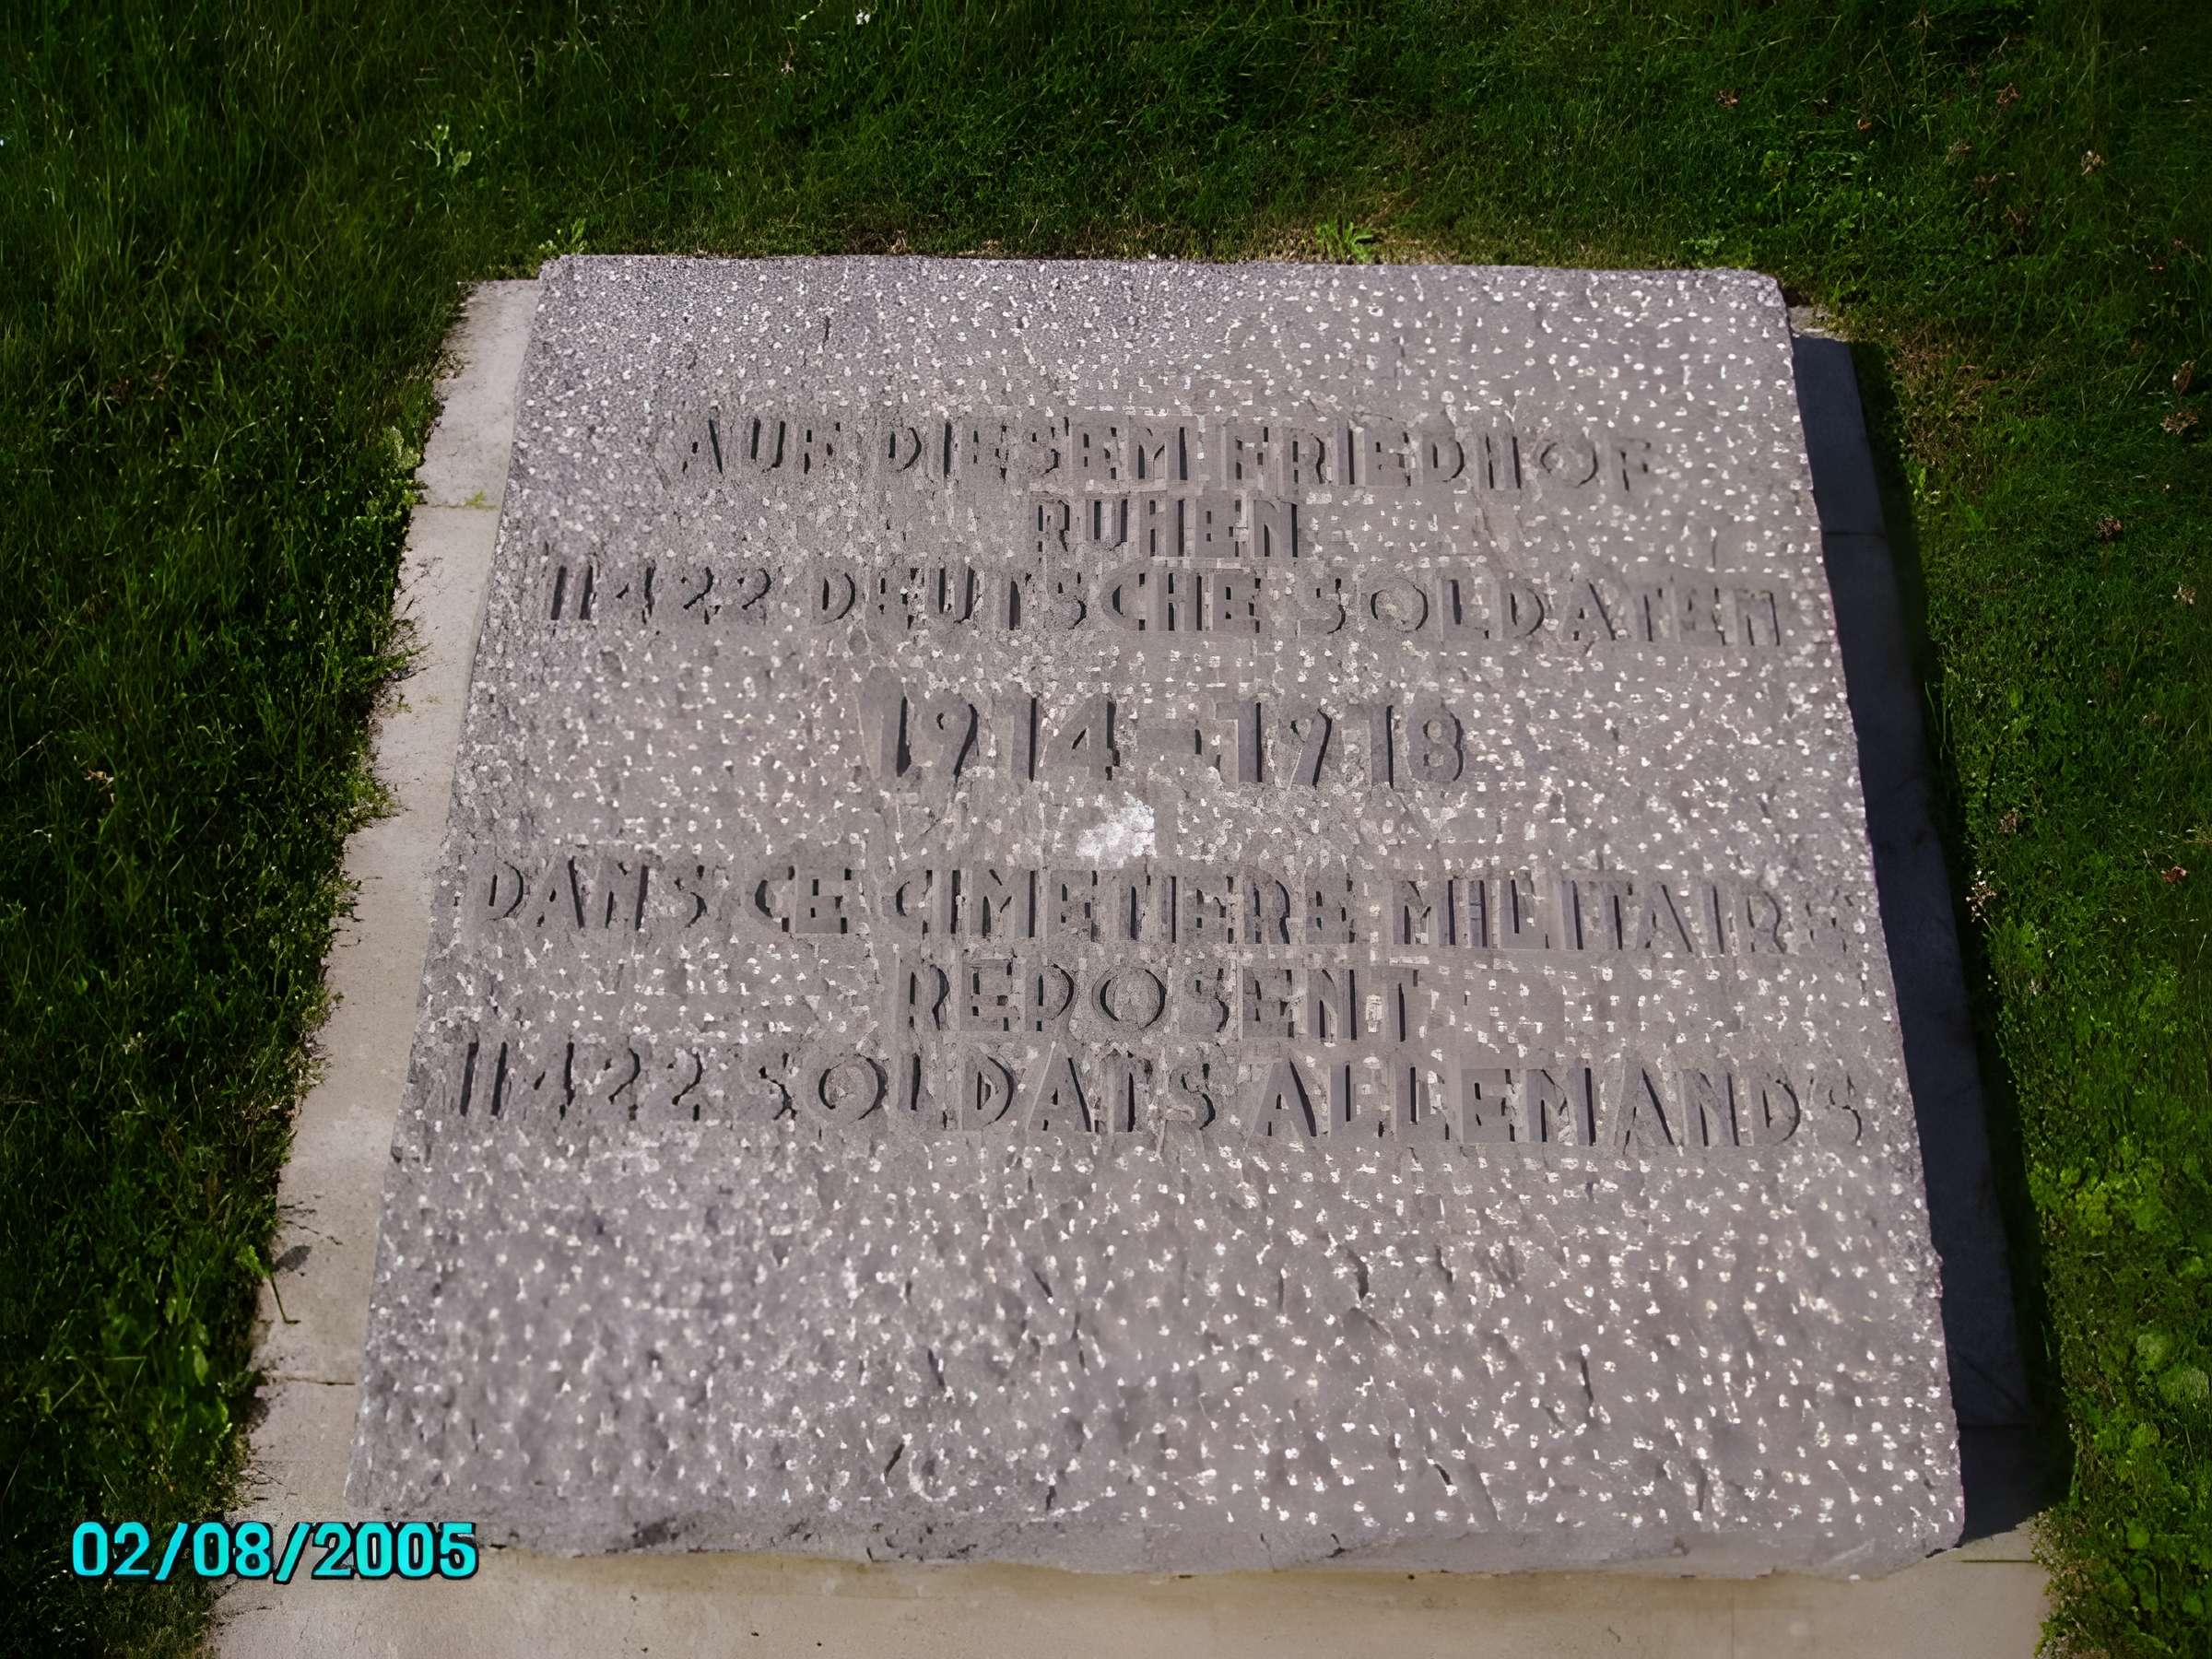 AUF DIESEM FRIEDHOF
RUHEN
11422 DEUTSCHE SOLDATEN
1914 - 1918
DANS CE CIMETIERE MILITAIRE
REPOSENT
11422 SOLDATS ALLEMANDS
02/08/2005